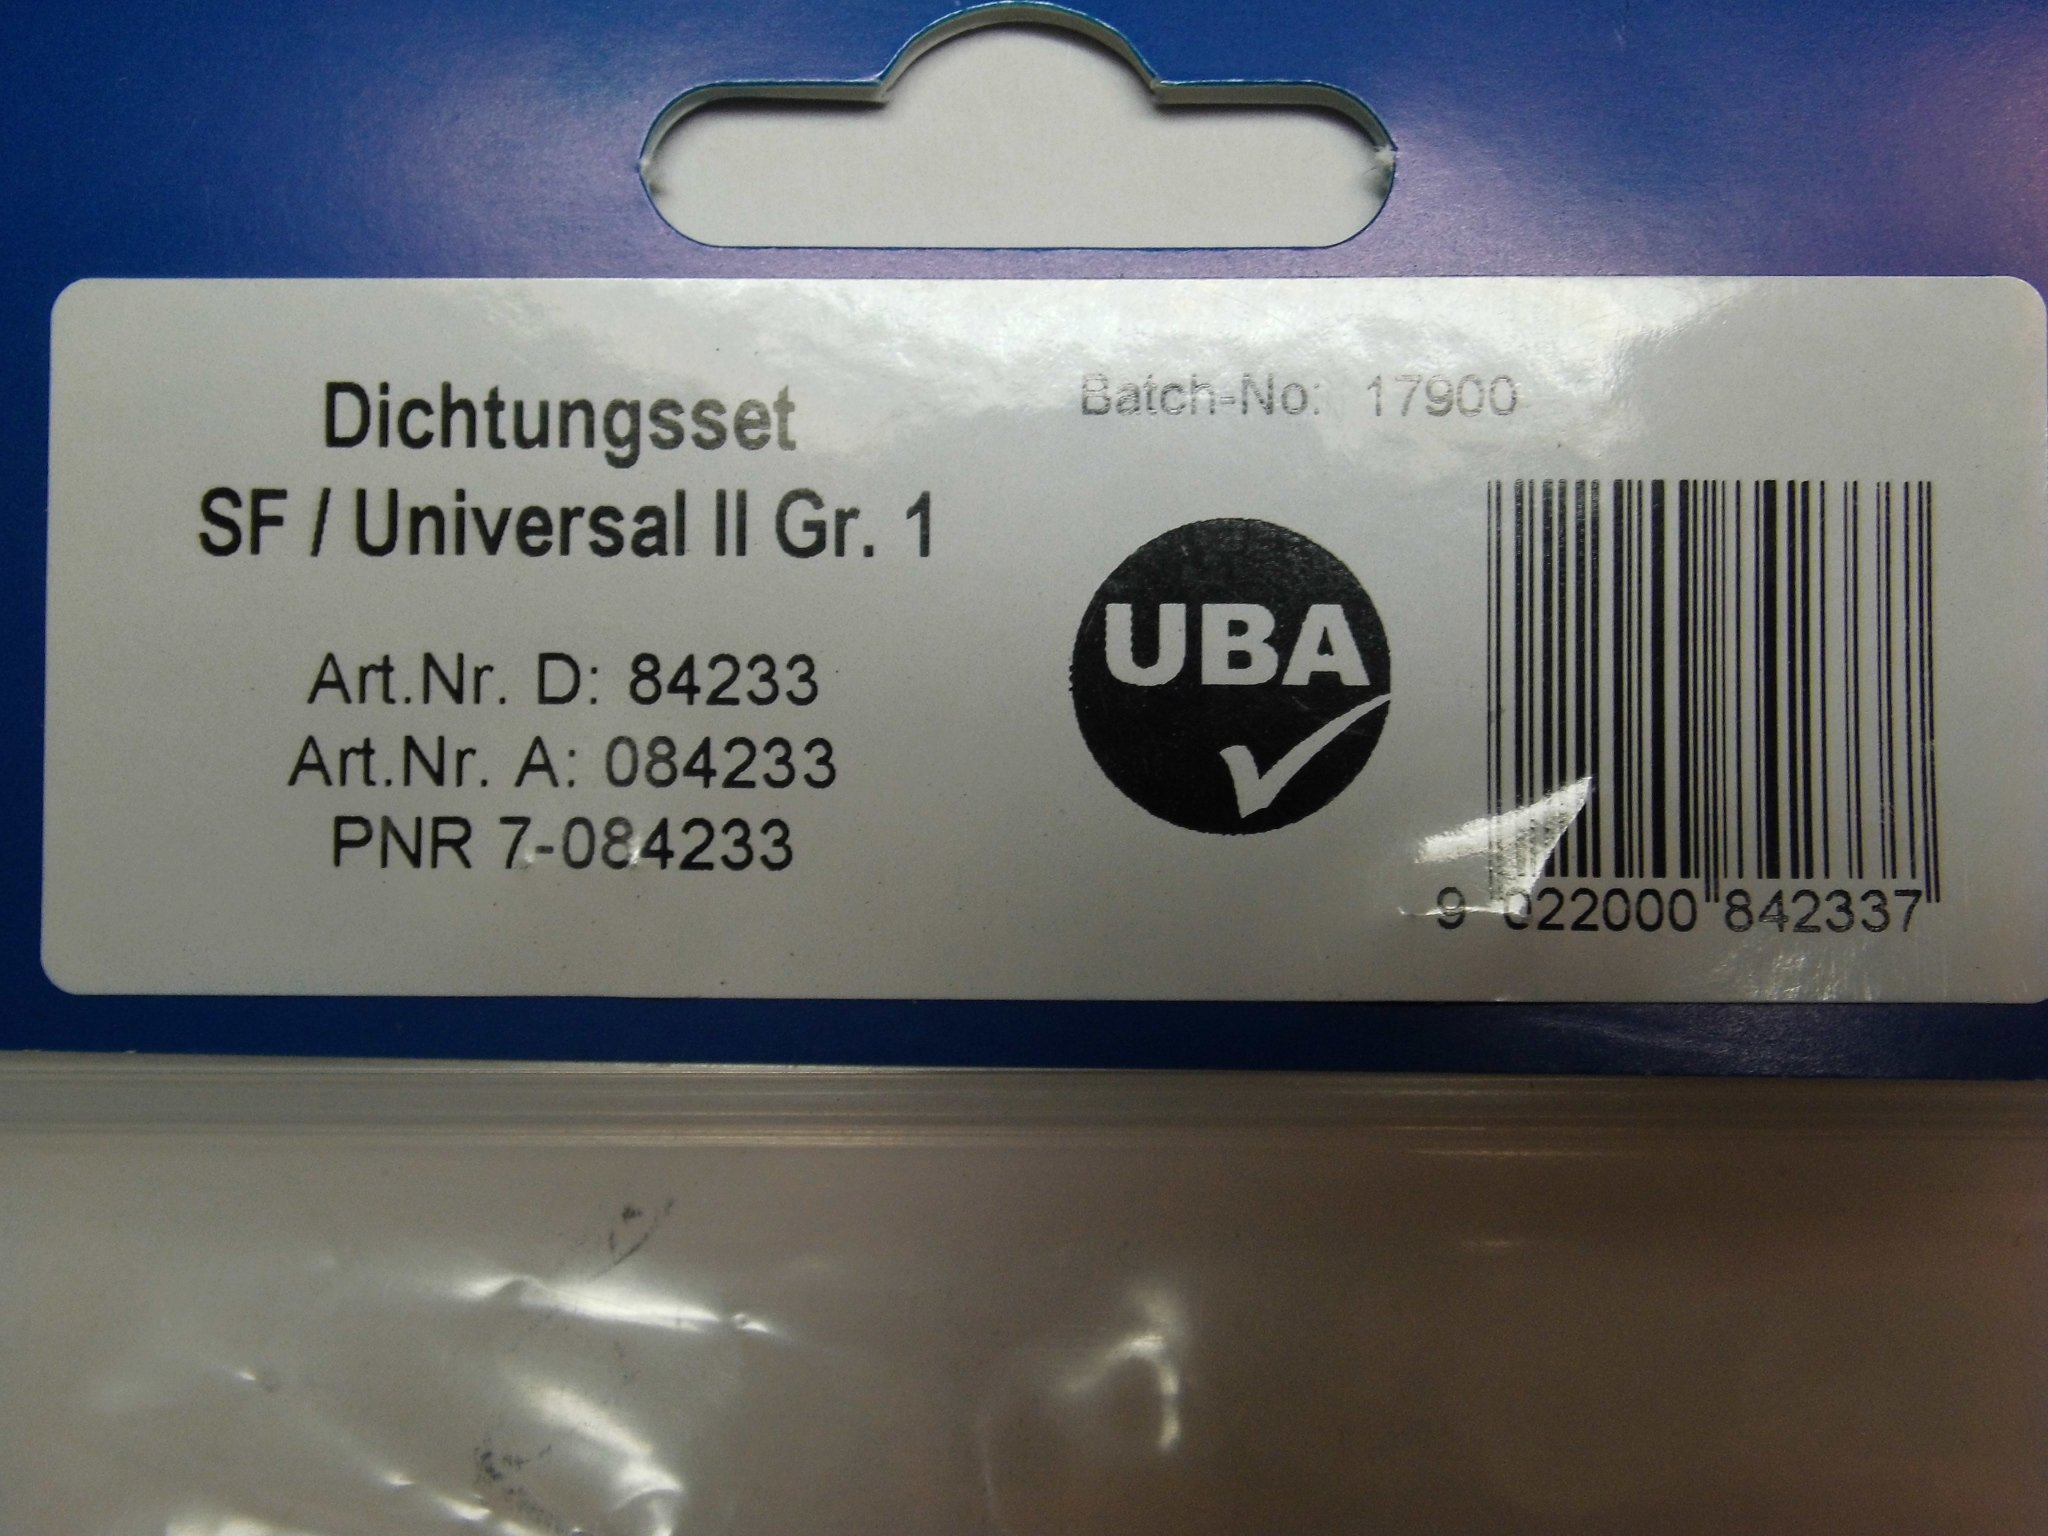 Dichtungsset
SF / Universal II Gr. 1
Art.Nr. D: 84233
Art.Nr. A: 084233
PNR 7-084233
Batch-No: 17900
UBA
9 022000 842337